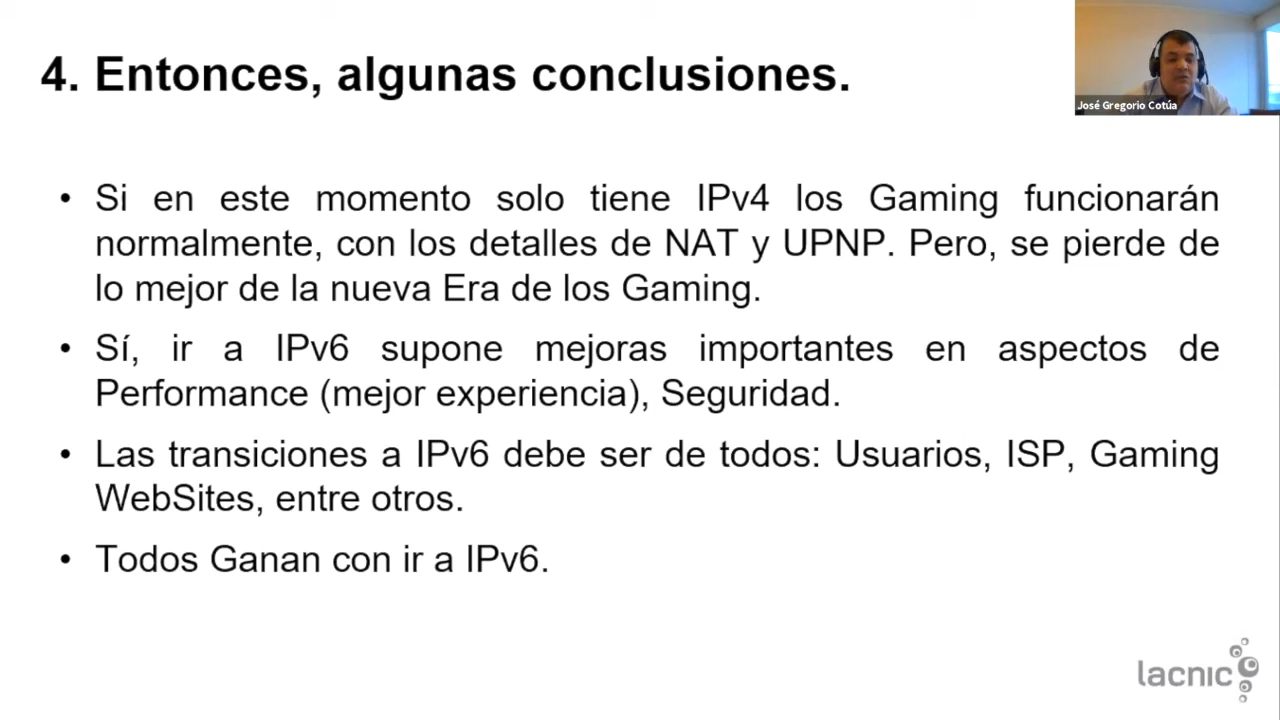 4. Entonces, algunas conclusiones.
José Gregorio Cotúa
• Si en este momento solo tiene IPv4 los Gaming funcionarán
normalmente, con los detalles de NAT y UPNP. Pero, se pierde de
lo mejor de la nueva Era de los Gaming.
• Sí, ir a IPv6 supone mejoras importantes en aspectos de
Performance (mejor experiencia), Seguridad.
• Las transiciones a IPv6 debe ser de todos: Usuarios, ISP, Gaming
WebSites, entre otros.
• Todos Ganan con ir a IPv6.
lacnic